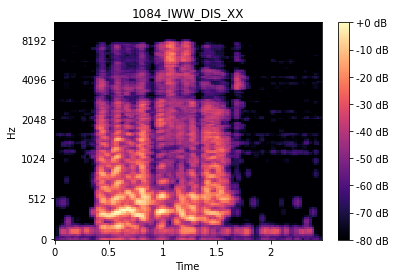 1084_IWW_DIS_XX
8192
4096
2048
1024
512
0
Hz
0
0.5
1
1.5
2
Time
+0 dB
-10 dB
-20 dB
-30 dB
-40 dB
-50 dB
-60 dB
-70 dB
-80 dB